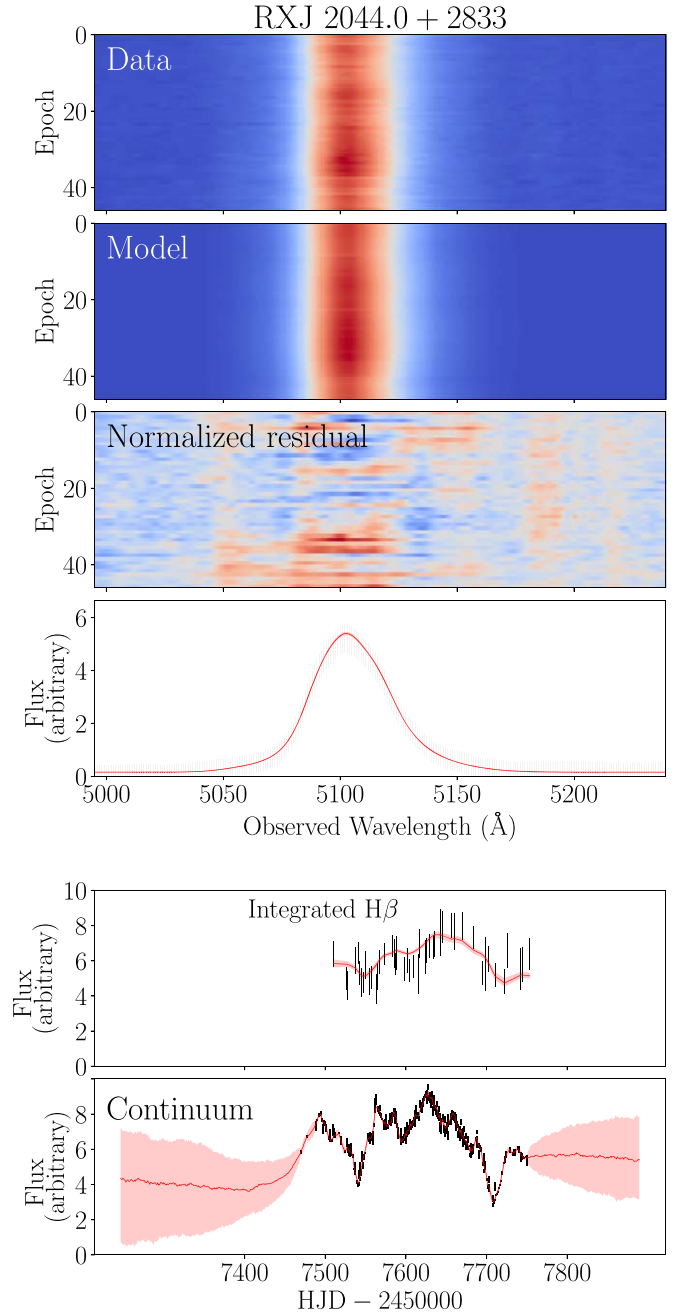 RXJ 2044.0 + 2833
0
Data
20
Epoch
40
0
Model
20
Epoch
40
0
Normalized residual
20
Epoch
40
6
4
2
0
Flux
(arbitrary)
5000 5050 5100 5150 5200
Observed Wavelength (Å)
10
Integrated Hβ
8
6
4
2
0
Flux
(arbitrary)
Continuum
8
6
4
2
0
Flux
(arbitrary)
7400 7500 7600 7700 7800
HJD − 2450000